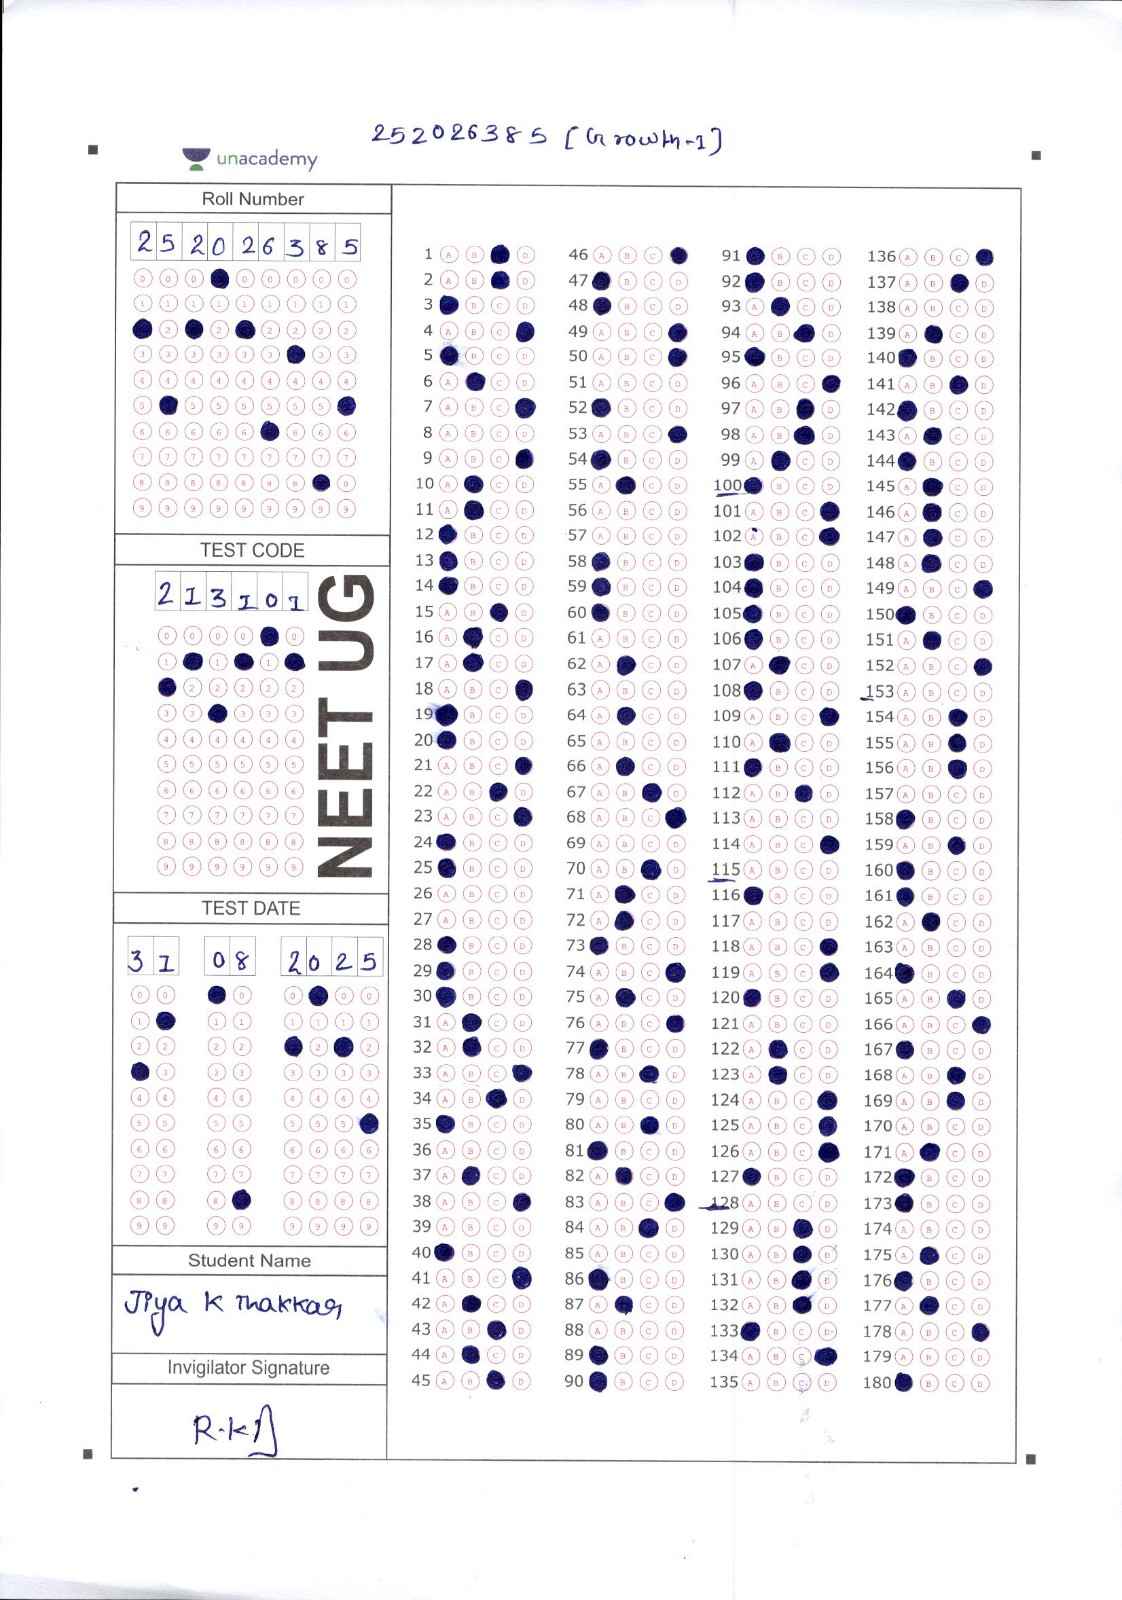 252026385 [Growth-1]
unacademy
Roll Number
2 5 2 0 2 6 3 8 5
TEST CODE
2 1 3 1 0 1
NEET UG
TEST DATE
3 1 0 8 2 0 2 5
Student Name
Jiya K Thakkar
Invigilator Signature
1 A B D
2 A B D
3 B C D
4 A B C
5 B C D
6 A C D
7 A B C
8 A B C D
9 A B C
10 A C D
11 A C D
12 B C D
13 B C D
14 B C D
15 A B D
16 A C D
17 A C D
18 A B C
19 B C D
20 B C D
21 A B C
22 A B D
23 A B C
24 B C D
25 B C D
26 A B C D
27 A B C D
28 B C D
29 B C D
30 B C D
31 A C D
32 A C D
33 A B C
34 A B D
35 B C D
36 A B C D
37 A C D
38 A B C
39 A B C D
40 B C D
41 A B C
42 A C D
43 A B D
44 A C D
45 A B D
46 A B C
47 B C D
48 B C D
49 A B C
50 A B C
51 A B C D
52 B C D
53 A B C
54 B C D
55 A C D
56 A B C D
57 A B C D
58 B C D
59 B C D
60 B C D
61 A B C D
62 A C D
63 A B C D
64 A C D
65 A B C D
66 A C D
67 A B D
68 A B C
69 A B C D
70 A B D
71 A C D
72 A C D
73 B C D
74 A B C
75 A C D
76 A B C
77 B C D
78 A B D
79 A B C D
80 A B D
81 B C D
82 A C D
83 A B C
84 A B D
85 A B C D
86 B C D
87 A C D
88 A B C D
89 B C D
90 B C D
91 B C D
92 B C D
93 A C D
94 A B D
95 B C D
96 A B C
97 A B D
98 A B D
99 A C D
100 B C D
101 A B C
102 A B C
103 B C D
104 B C D
105 B C D
106 B C D
107 A C D
108 B C D
109 A B C
110 A C D
111 B C D
112 A B D
113 A B C D
114 A B C
115 A B C D
116 B C D
117 A B C D
118 A B C
119 A B C
120 B C D
121 A B C D
122 A C D
123 A C D
124 A B C
125 A B C
126 A B C
127 B C D
128 A B C D
129 A B D
130 A B D
131 A B D
132 A B D
133 B C D
134 A B C
135 A B C D
136 A B C
137 A B D
138 A B C D
139 A C D
140 B C D
141 A B D
142 B C D
143 A C D
144 B C D
145 A C D
146 A C D
147 A C D
148 A C D
149 A B C
150 B C D
151 A C D
152 A B C
153 A B C D
154 A B D
155 A B D
156 A B D
157 A B C D
158 B C D
159 A B D
160 B C D
161 B C D
162 A C D
163 A B C D
164 B C D
165 A B D
166 A B C
167 B C D
168 A B D
169 A B D
170 A B C D
171 A C D
172 B C D
173 B C D
174 A B C D
175 A C D
176 B C D
177 A C D
178 A B C
179 A B C D
180 B C D